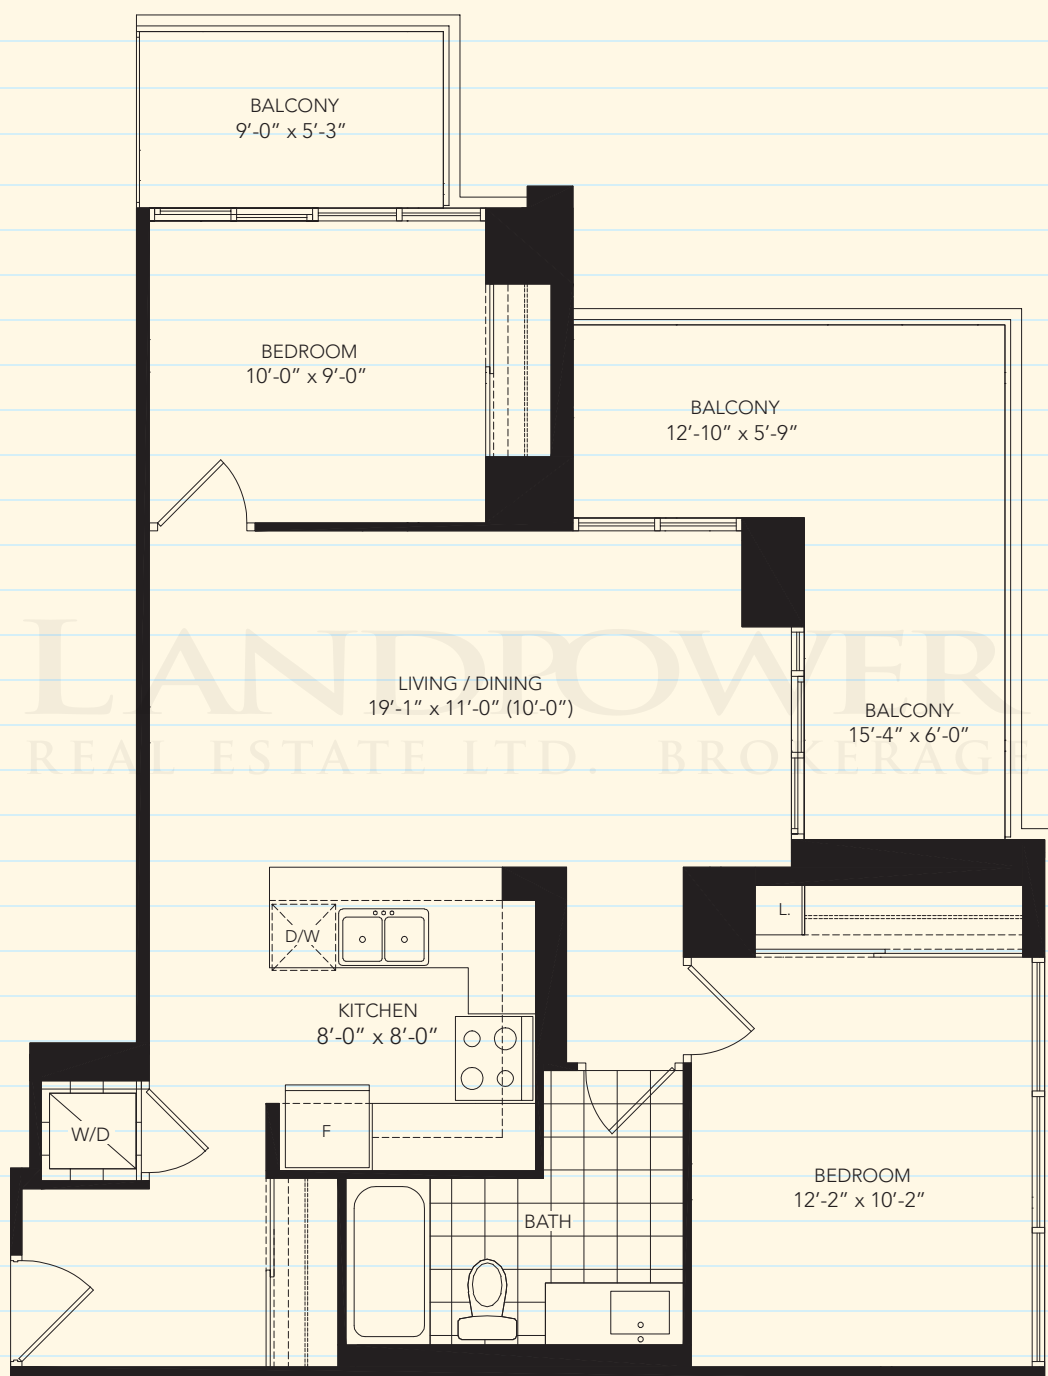 BALCONY
9'-0" x 5'-3"
BEDROOM
10'-0" x 9'-0"
BALCONY
12'-10" x 5'-9"
LANDPOWER
REAL ESTATE LTD. BROKERAGE
LIVING / DINING
19'-1" x 11'-0" (10'-0")
BALCONY
15'-4" x 6'-0"
L.
D/W
KITCHEN
8'-0" x 8'-0"
W/D
F
BEDROOM
12'-2" x 10'-2"
BATH